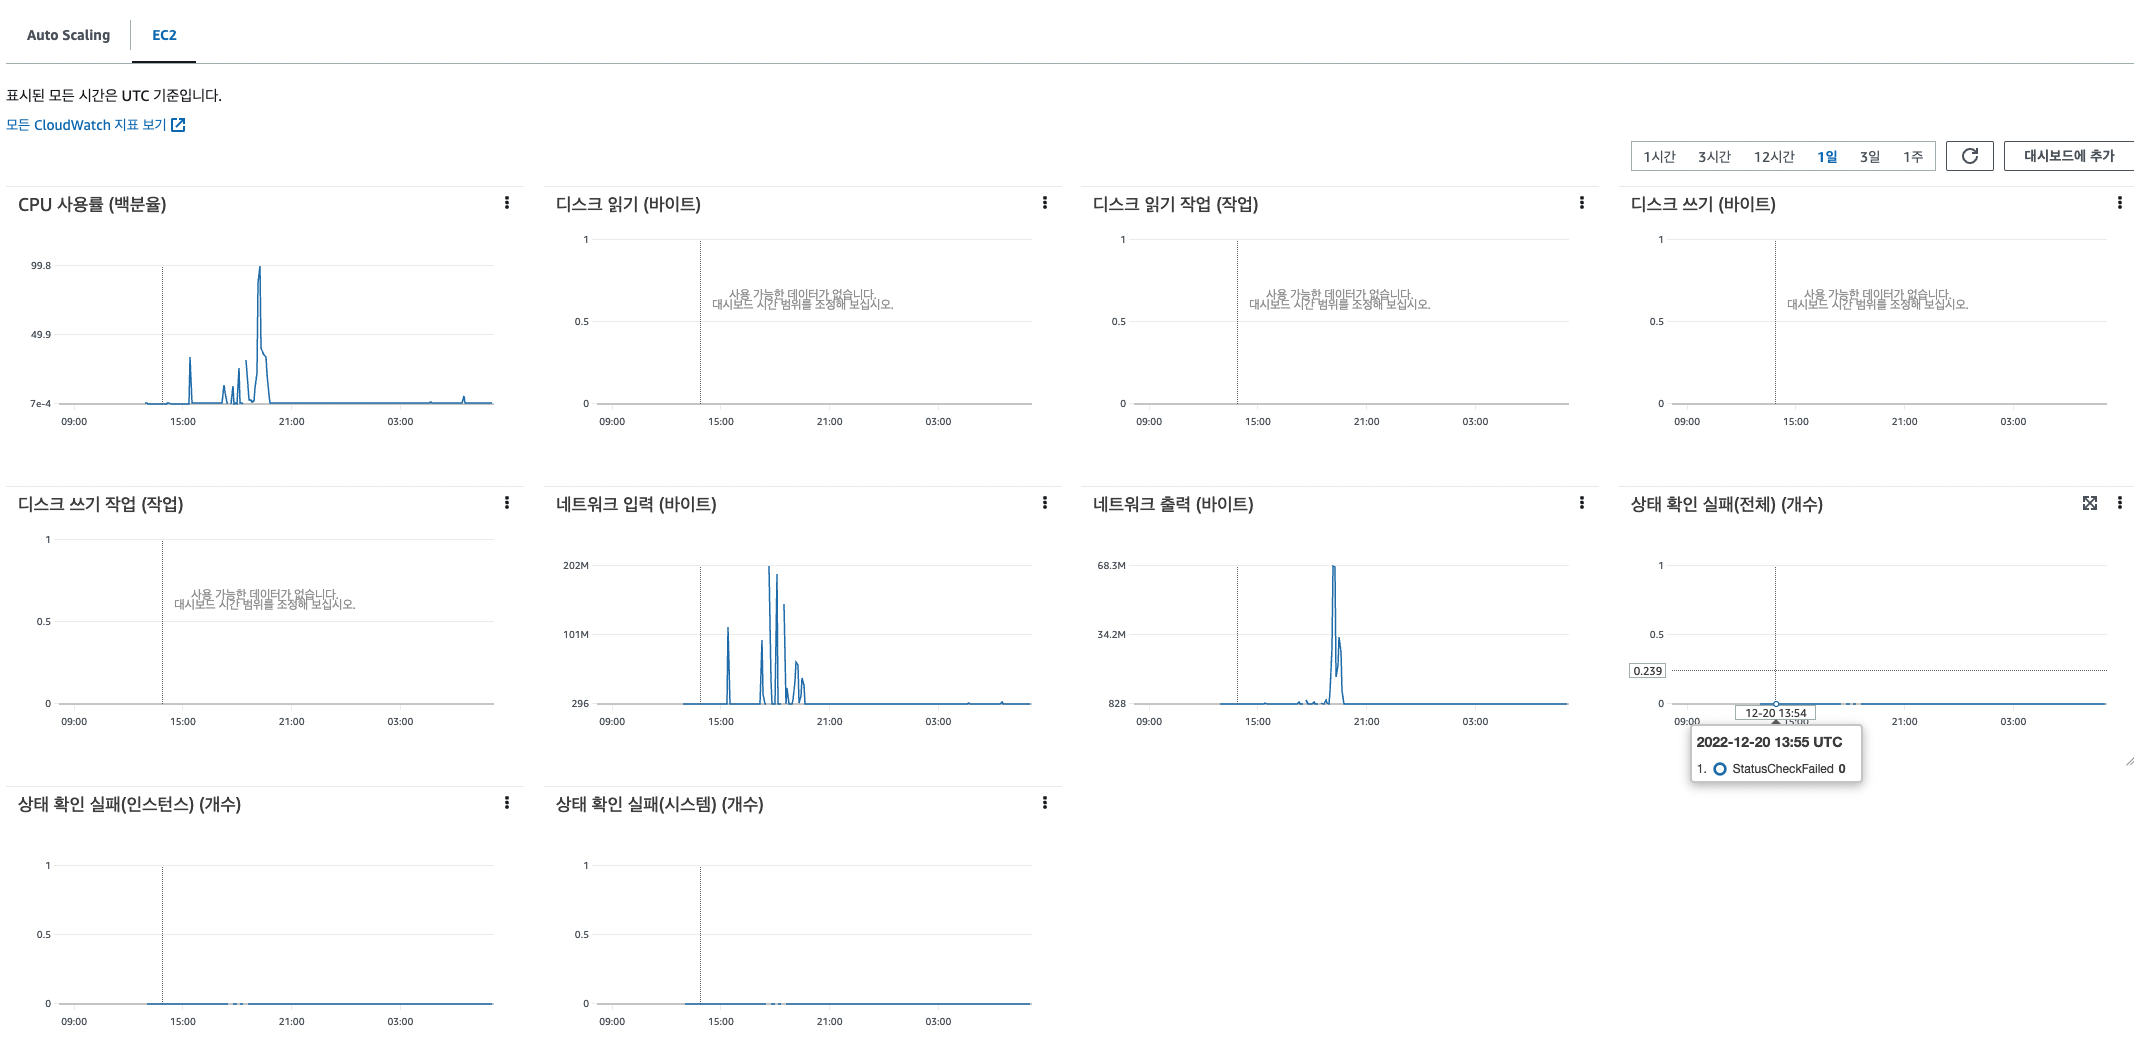 Auto Scaling
EC2
표시된 모든 시간은 UTC 기준입니다.
모든 CloudWatch 지표 보기
1시간 3시간 12시간 1일 3일 1주
대시보드에 추가
CPU 사용률 (백분율)
99.8
49.9
7e-4
09:00 15:00 21:00 03:00
디스크 읽기 (바이트)
1
사용 가능한 데이터가 없습니다.
대시보드 시간 범위를 조정해 보십시오.
0.5
0
09:00 15:00 21:00 03:00
디스크 읽기 작업 (작업)
1
사용 가능한 데이터가 없습니다.
대시보드 시간 범위를 조정해 보십시오.
0.5
0
09:00 15:00 21:00 03:00
디스크 쓰기 (바이트)
1
사용 가능한 데이터가 없습니다.
대시보드 시간 범위를 조정해 보십시오.
0.5
0
09:00 15:00 21:00 03:00
디스크 쓰기 작업 (작업)
1
사용 가능한 데이터가 없습니다.
대시보드 시간 범위를 조정해 보십시오.
0.5
0
09:00 15:00 21:00 03:00
네트워크 입력 (바이트)
202M
101M
296
09:00 15:00 21:00 03:00
네트워크 출력 (바이트)
68.3M
34.2M
828
09:00 15:00 21:00 03:00
상태 확인 실패(전체) (개수)
1
0.5
0.239
0
12-20 13:54
09:00 15:00 21:00 03:00
2022-12-20 13:55 UTC
1. StatusCheckFailed 0
상태 확인 실패(인스턴스) (개수)
1
0.5
0
09:00 15:00 21:00 03:00
상태 확인 실패(시스템) (개수)
1
0.5
0
09:00 15:00 21:00 03:00